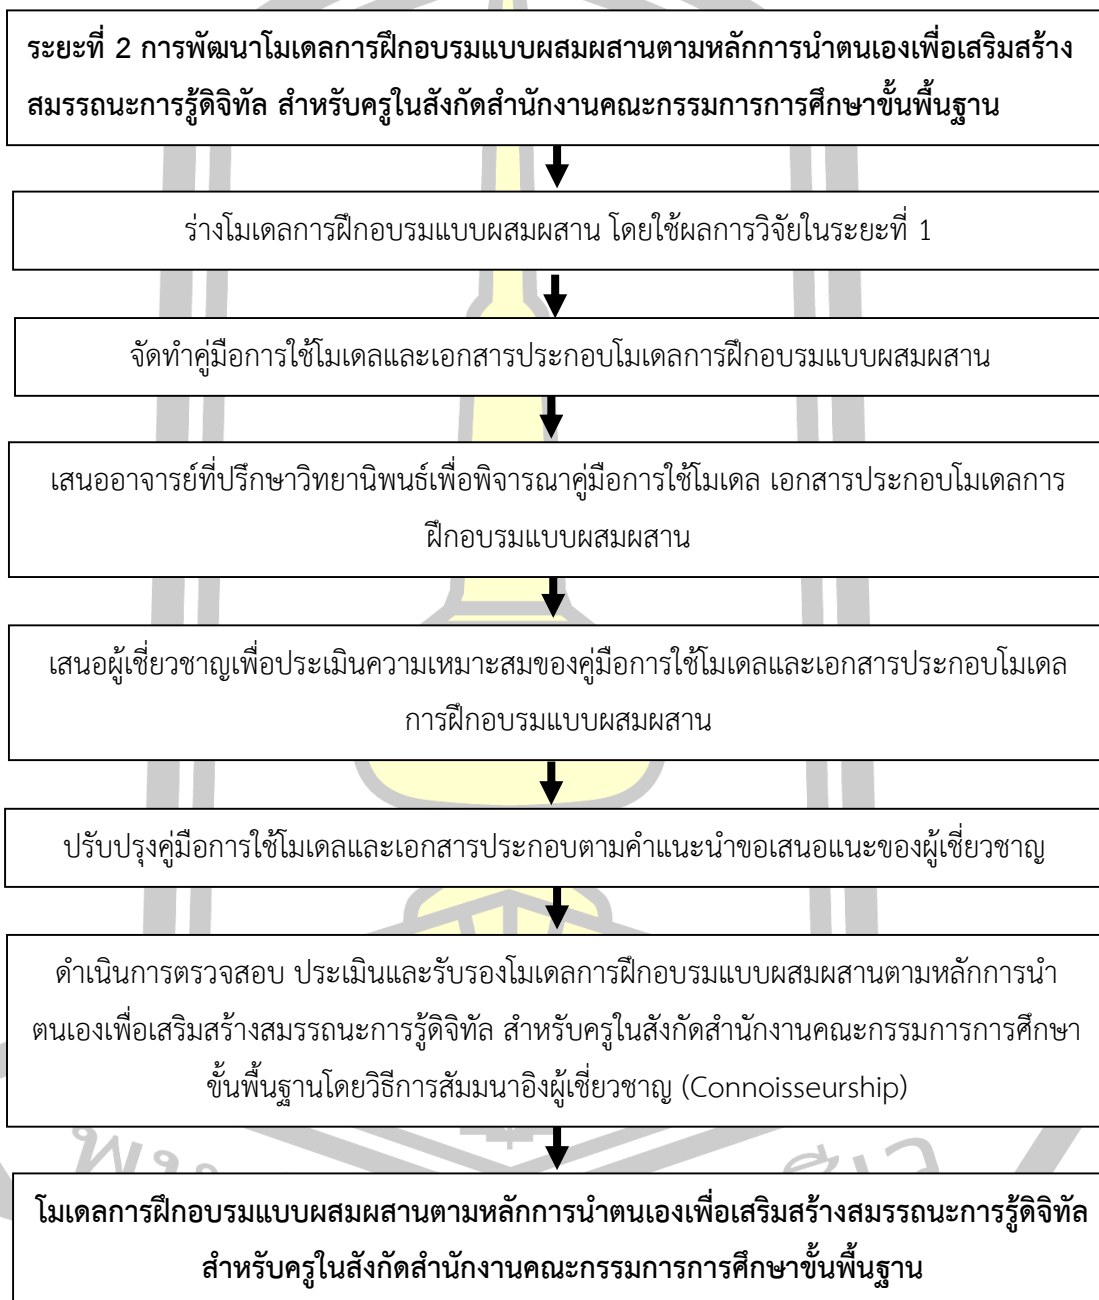 ระยะที่ 2 การพัฒนาโมเดลการฝึกอบรมแบบผสมผสานตามหลักการนำตนเองเพื่อเสริมสร้าง
สมรรถนะการรู้ดิจิทัล สำหรับครูในสังกัดสำนักงานคณะกรรมการการศึกษาขั้นพื้นฐาน
ร่างโมเดลการฝึกอบรมแบบผสมผสาน โดยใช้ผลการวิจัยในระยะที่ 1
จัดทำคู่มือการใช้โมเดลและเอกสารประกอบโมเดลการฝึกอบรมแบบผสมผสาน
เสนออาจารย์ที่ปรึกษาวิทยานิพนธ์เพื่อพิจารณาคู่มือการใช้โมเดล เอกสารประกอบโมเดลการ
ฝึกอบรมแบบผสมผสาน
เสนอผู้เชี่ยวชาญเพื่อประเมินความเหมาะสมของคู่มือการใช้โมเดลและเอกสารประกอบโมเดล
การฝึกอบรมแบบผสมผสาน
ปรับปรุงคู่มือการใช้โมเดลและเอกสารประกอบตามคำแนะนำขอเสนอแนะของผู้เชี่ยวชาญ
ดำเนินการตรวจสอบ ประเมินและรับรองโมเดลการฝึกอบรมแบบผสมผสานตามหลักการนำ
ตนเองเพื่อเสริมสร้างสมรรถนะการรู้ดิจิทัล สำหรับครูในสังกัดสำนักงานคณะกรรมการการศึกษา
ขั้นพื้นฐานโดยวิธีการสัมมนาอิงผู้เชี่ยวชาญ (Connoisseurship)
โมเดลการฝึกอบรมแบบผสมผสานตามหลักการนำตนเองเพื่อเสริมสร้างสมรรถนะการรู้ดิจิทัล
สำหรับครูในสังกัดสำนักงานคณะกรรมการการศึกษาขั้นพื้นฐาน